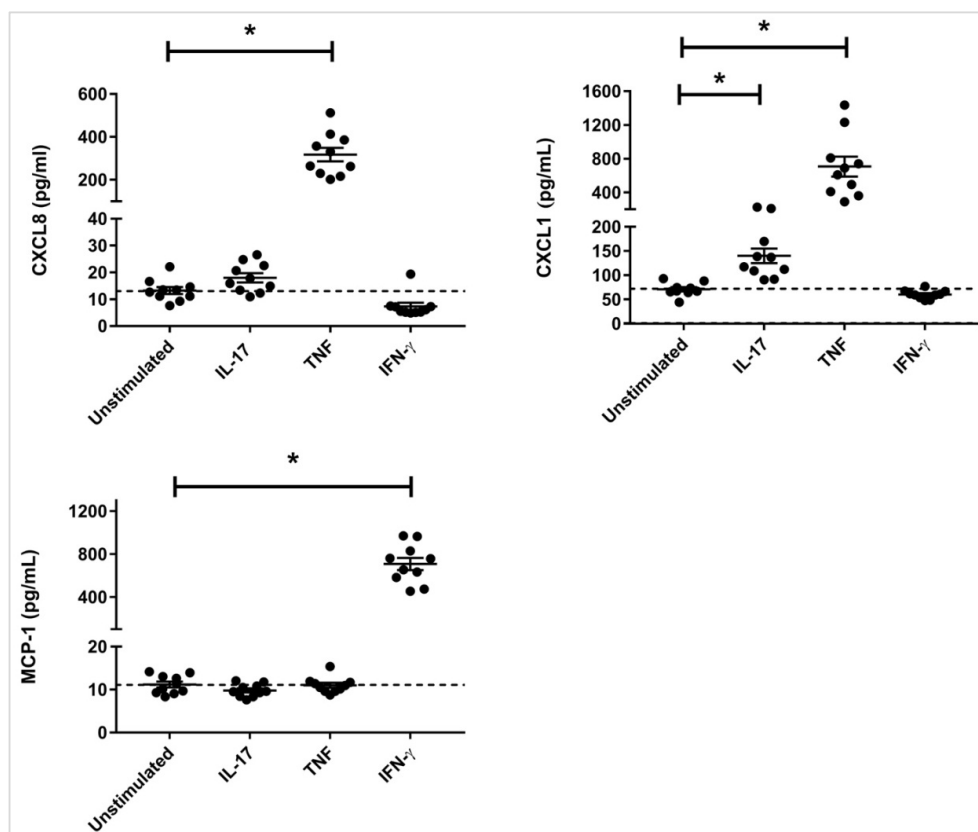 *
CXCL8 (pg/ml)
600
400
200
40
30
20
10
0
Unstimulated
IL-17
TNF
IFN-γ
*
*
CXCL1 (pg/mL)
1600
1200
800
400
200
150
100
50
0
Unstimulated
IL-17
TNF
IFN-γ
*
MCP-1 (pg/mL)
1200
800
400
20
10
0
Unstimulated
IL-17
TNF
IFN-γ